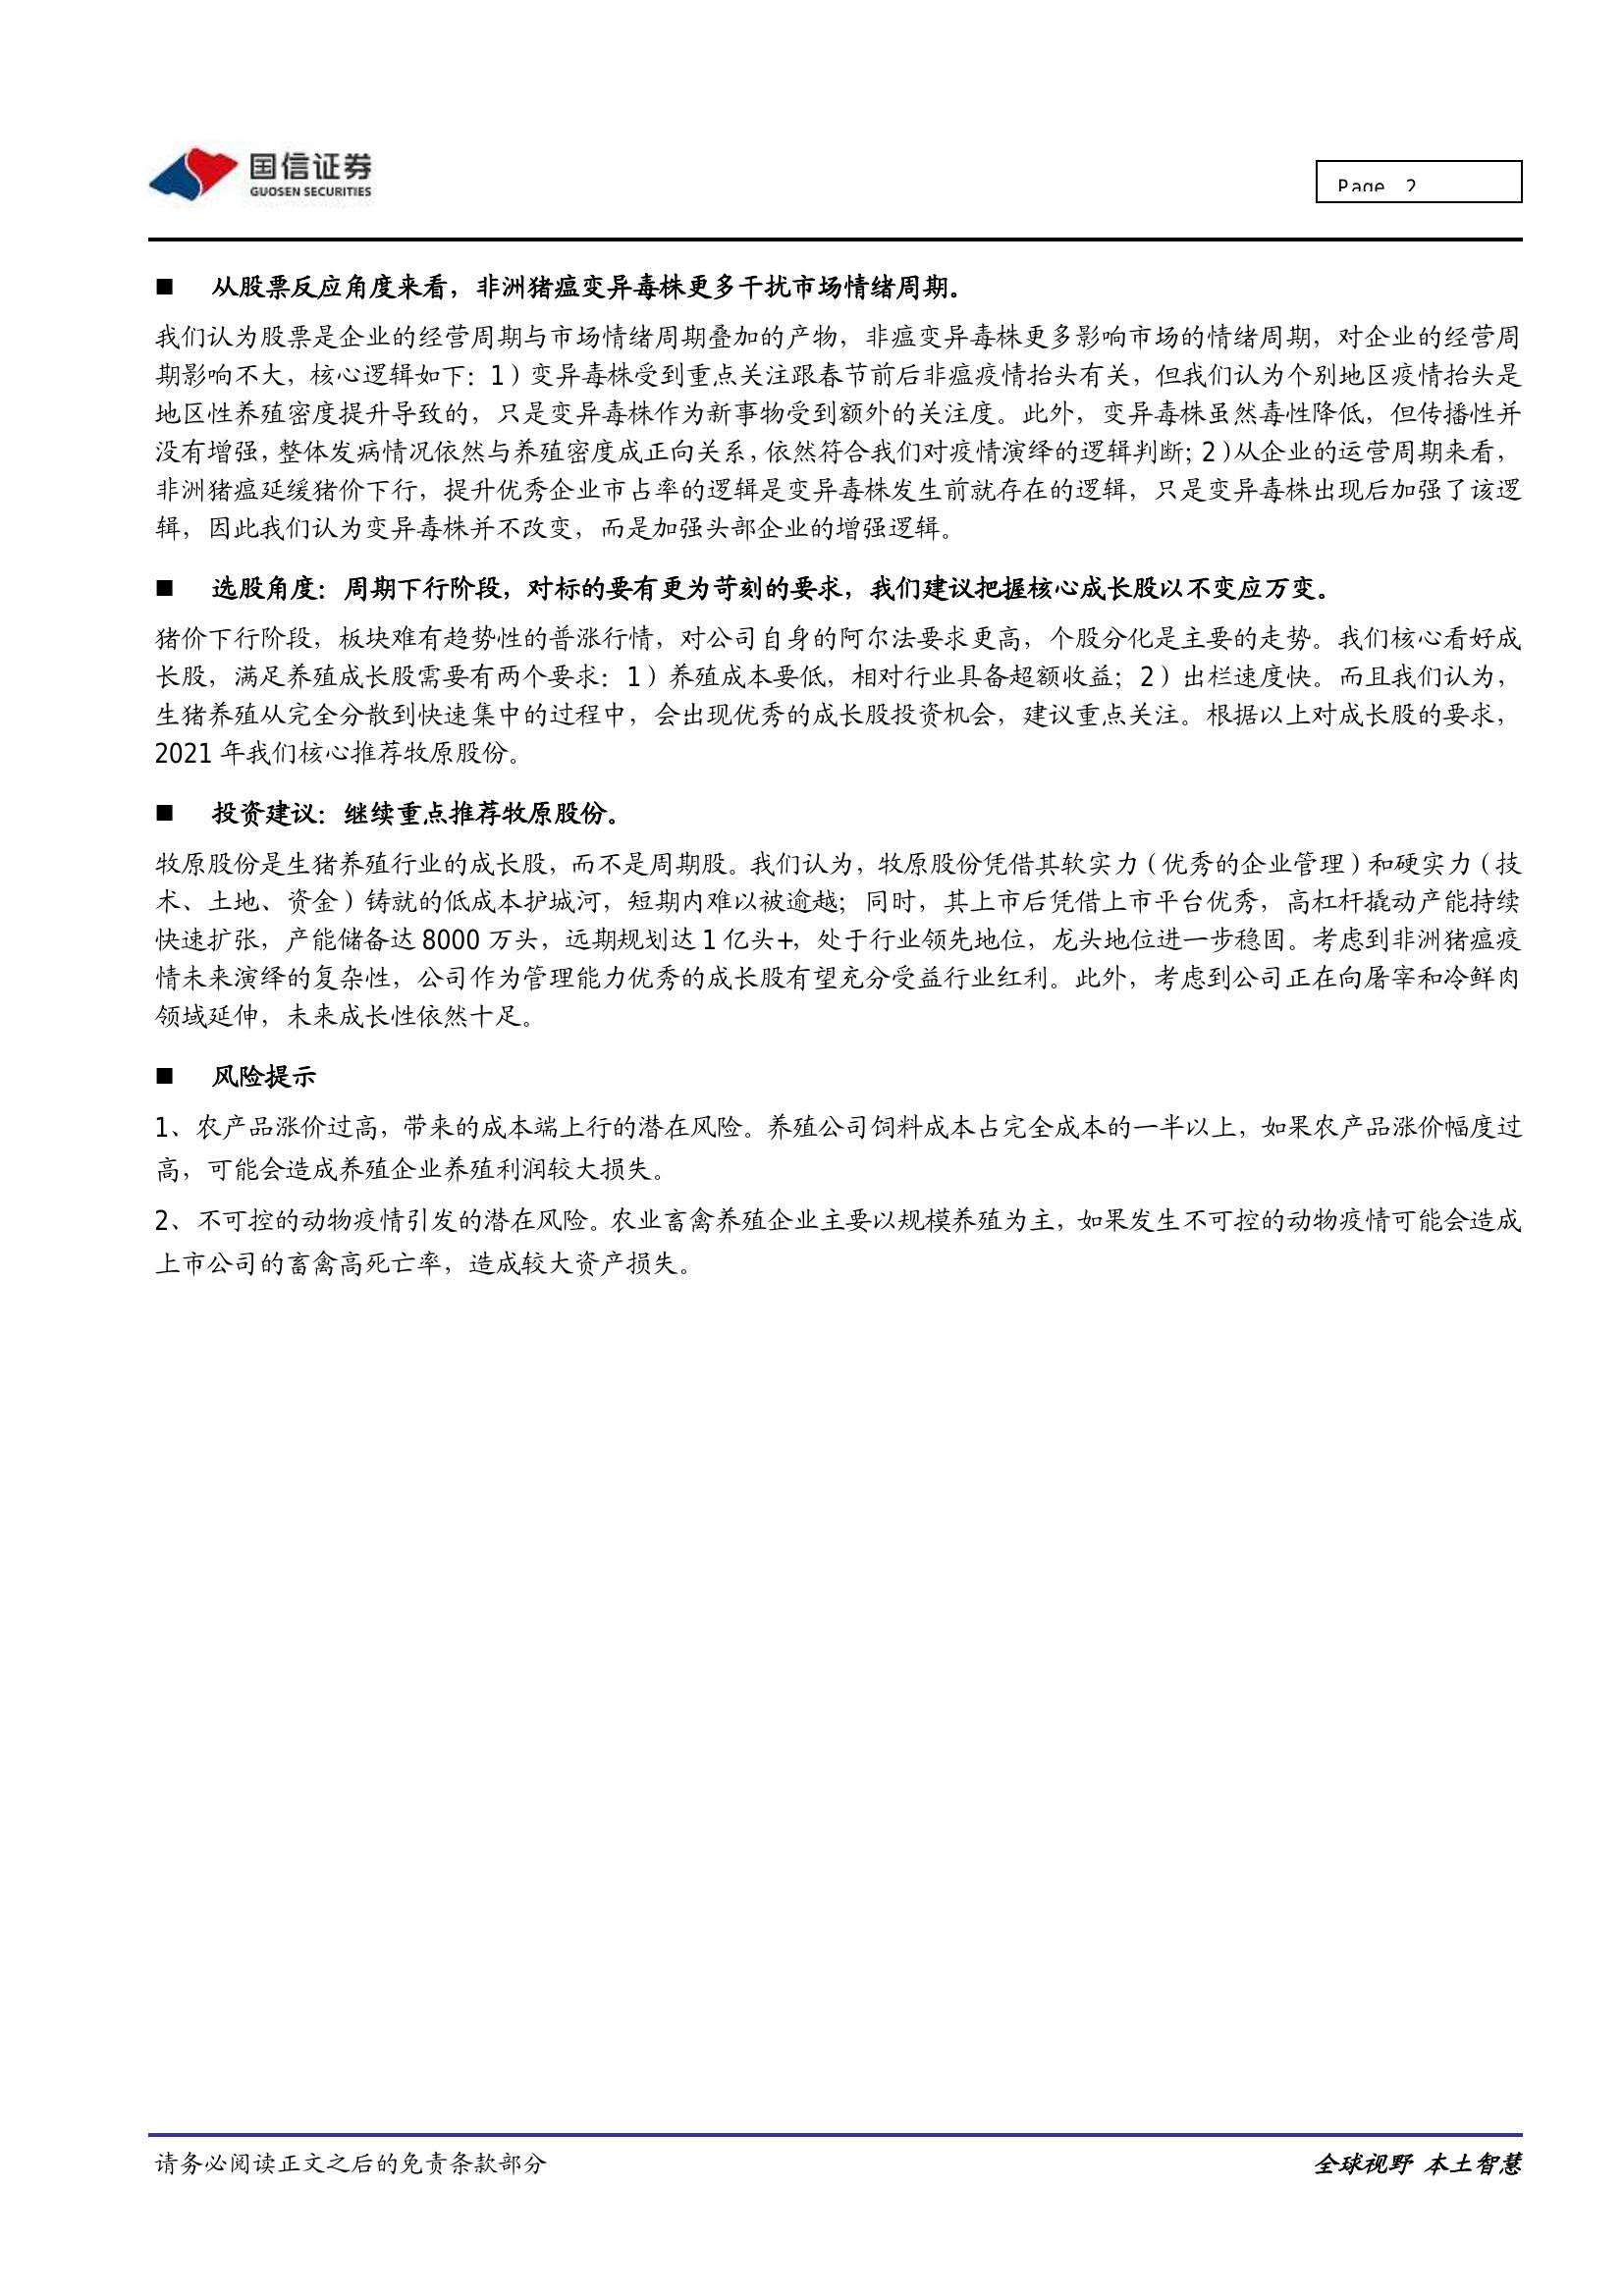 国信证券
GUOSEN SECURITIES
Page 2
■ 从股票反应角度来看，非洲猪瘟变异毒株更多干扰市场情绪周期。
我们认为股票是企业的经营周期与市场情绪周期叠加的产物，非瘟变异毒株更多影响市场的情绪周期，对企业的经营周
期影响不大，核心逻辑如下：1）变异毒株受到重点关注跟春节前后非瘟疫情抬头有关，但我们认为个别地区疫情抬头是
地区性养殖密度提升导致的，只是变异毒株作为新事物受到额外的关注度。此外，变异毒株虽然毒性降低，但传播性并
没有增强，整体发病情况依然与养殖密度成正向关系，依然符合我们对疫情演绎的逻辑判断；2）从企业的运营周期来看，
非洲猪瘟延缓猪价下行，提升优秀企业市占率的逻辑是变异毒株发生前就存在的逻辑，只是变异毒株出现后加强了该逻
辑，因此我们认为变异毒株并不改变，而是加强头部企业的增强逻辑。
■ 选股角度：周期下行阶段，对标的要有更为苛刻的要求，我们建议把握核心成长股以不变应万变。
猪价下行阶段，板块难有趋势性的普涨行情，对公司自身的阿尔法要求更高，个股分化是主要的走势。我们核心看好成
长股，满足养殖成长股需要有两个要求：1）养殖成本要低，相对行业具备超额收益；2）出栏速度快。而且我们认为，
生猪养殖从完全分散到快速集中的过程中，会出现优秀的成长股投资机会，建议重点关注。根据以上对成长股的要求，
2021 年我们核心推荐牧原股份。
■ 投资建议：继续重点推荐牧原股份。
牧原股份是生猪养殖行业的成长股，而不是周期股。我们认为，牧原股份凭借其软实力（优秀的企业管理）和硬实力（技
术、土地、资金）铸就的低成本护城河，短期内难以被逾越；同时，其上市后凭借上市平台优秀，高杠杆撬动产能持续
快速扩张，产能储备达 8000 万头，远期规划达 1 亿头+，处于行业领先地位，龙头地位进一步稳固。考虑到非洲猪瘟疫
情未来演绎的复杂性，公司作为管理能力优秀的成长股有望充分受益行业红利。此外，考虑到公司正在向屠宰和冷鲜肉
领域延伸，未来成长性依然十足。
■ 风险提示
1、农产品涨价过高，带来的成本端上行的潜在风险。养殖公司饲料成本占完全成本的一半以上，如果农产品涨价幅度过
高，可能会造成养殖企业养殖利润较大损失。
2、不可控的动物疫情引发的潜在风险。农业畜禽养殖企业主要以规模养殖为主，如果发生不可控的动物疫情可能会造成
上市公司的畜禽高死亡率，造成较大资产损失。
请务必阅读正文之后的免责条款部分
全球视野 本土智慧